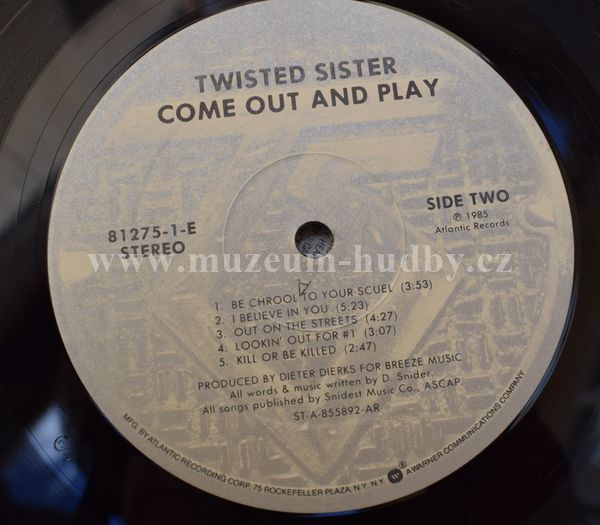 TWISTED SISTER
COME OUT AND PLAY
81275-1-E
STEREO
SIDE TWO
℗ 1985
Atlantic Records
www.muzeum-hudby.cz
1. BE CHROOL TO YOUR SCUEL (3:53)
2. I BELIEVE IN YOU (5:23)
3. OUT ON THE STREETS (4:27)
4. LOOKIN' OUT FOR #1 (3:07)
5. KILL OR BE KILLED (2:47)
PRODUCED BY DIETER DIERKS FOR BREEZE MUSIC
All words & music written by D. Snider.
All songs published by Snidest Music Co., ASCAP.
ST-A-855892-AR
MFG. BY ATLANTIC RECORDING CORP. 75 ROCKEFELLER PLAZA, N.Y. N.Y. A WARNER COMMUNICATIONS COMPANY